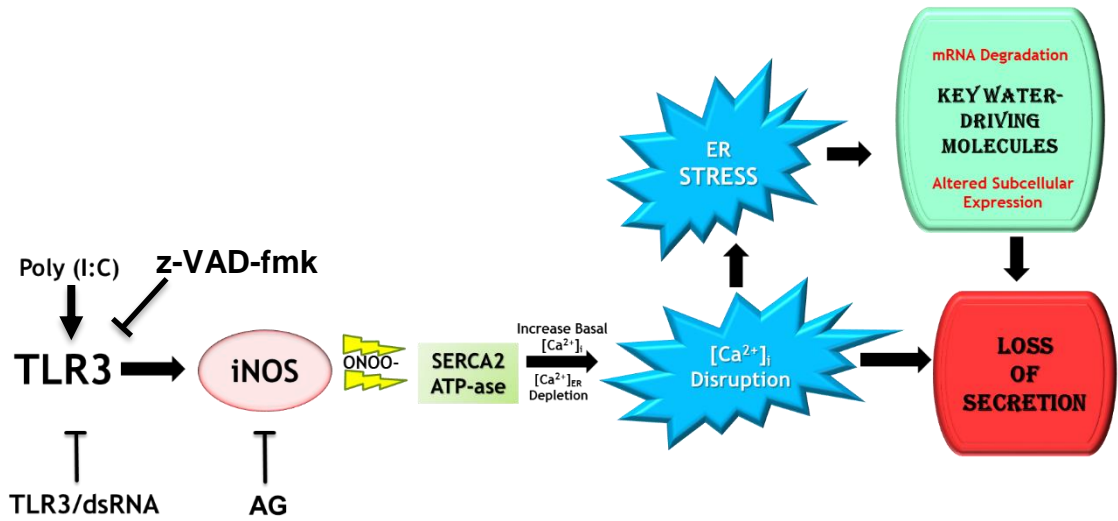 Poly (I:C)
z-VAD-fmk
TLR3
iNOS
ONOO-
SERCA2
ATP-ase
Increase Basal
[Ca²⁺]ᵢ
[Ca²⁺]ER
Depletion
[Ca²⁺]ᵢ
Disruption
ER
STRESS
mRNA Degradation
KEY WATER-
DRIVING
MOLECULES
Altered Subcellular
Expression
LOSS
OF
SECRETION
TLR3/dsRNA
AG